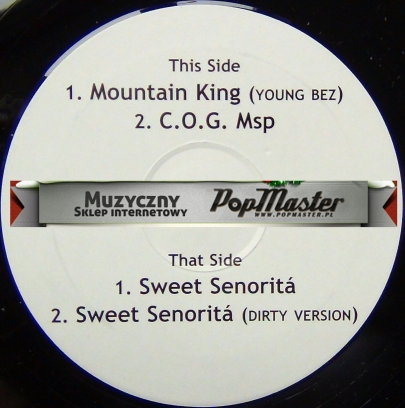 This Side
1. Mountain King (YOUNG BEZ)
2. C.O.G. Msp
MUZYCZNY PopMaster
SKLEP INTERNETOWY WWW.POPMASTER.PL
That Side
1. Sweet Senoritá
2. Sweet Senoritá (DIRTY VERSION)